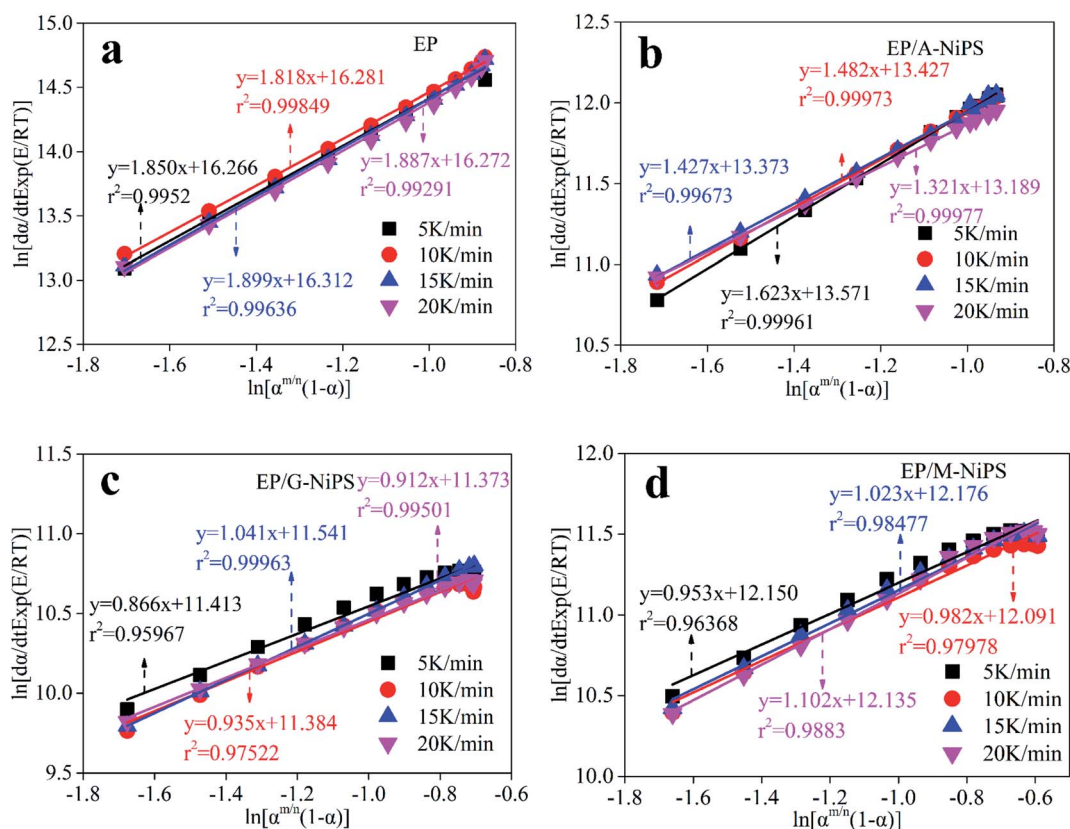 a
EP
y=1.818x+16.281
r²=0.99849
y=1.850x+16.266
r²=0.9952
y=1.887x+16.272
r²=0.99291
y=1.899x+16.312
r²=0.99636
5K/min
10K/min
15K/min
20K/min
15.0
14.5
14.0
13.5
13.0
12.5
-1.8
-1.6
-1.4
-1.2
-1.0
-0.8
ln[dα/dtExp(E/RT)]
ln[α^m/n(1-α)]
b
EP/A-NiPS
y=1.482x+13.427
r²=0.99973
y=1.427x+13.373
r²=0.99673
y=1.321x+13.189
r²=0.99977
y=1.623x+13.571
r²=0.99961
5K/min
10K/min
15K/min
20K/min
12.5
12.0
11.5
11.0
10.5
-1.8
-1.6
-1.4
-1.2
-1.0
-0.8
ln[dα/dtExp(E/RT)]
ln[α^m/n(1-α)]
c
EP/G-NiPS
y=0.912x+11.373
r²=0.99501
y=1.041x+11.541
r²=0.99963
y=0.866x+11.413
r²=0.95967
y=0.935x+11.384
r²=0.97522
5K/min
10K/min
15K/min
20K/min
11.5
11.0
10.5
10.0
9.5
-1.8
-1.6
-1.4
-1.2
-1.0
-0.8
-0.6
ln[dα/dtExp(E/RT)]
ln[α^m/n(1-α)]
d
EP/M-NiPS
y=1.023x+12.176
r²=0.98477
y=0.953x+12.150
r²=0.96368
y=0.982x+12.091
r²=0.97978
y=1.102x+12.135
r²=0.9883
5K/min
10K/min
15K/min
20K/min
12.0
11.5
11.0
10.5
10.0
-1.8
-1.6
-1.4
-1.2
-1.0
-0.8
-0.6
ln[dα/dtExp(E/RT)]
ln[α^m/n(1-α)]